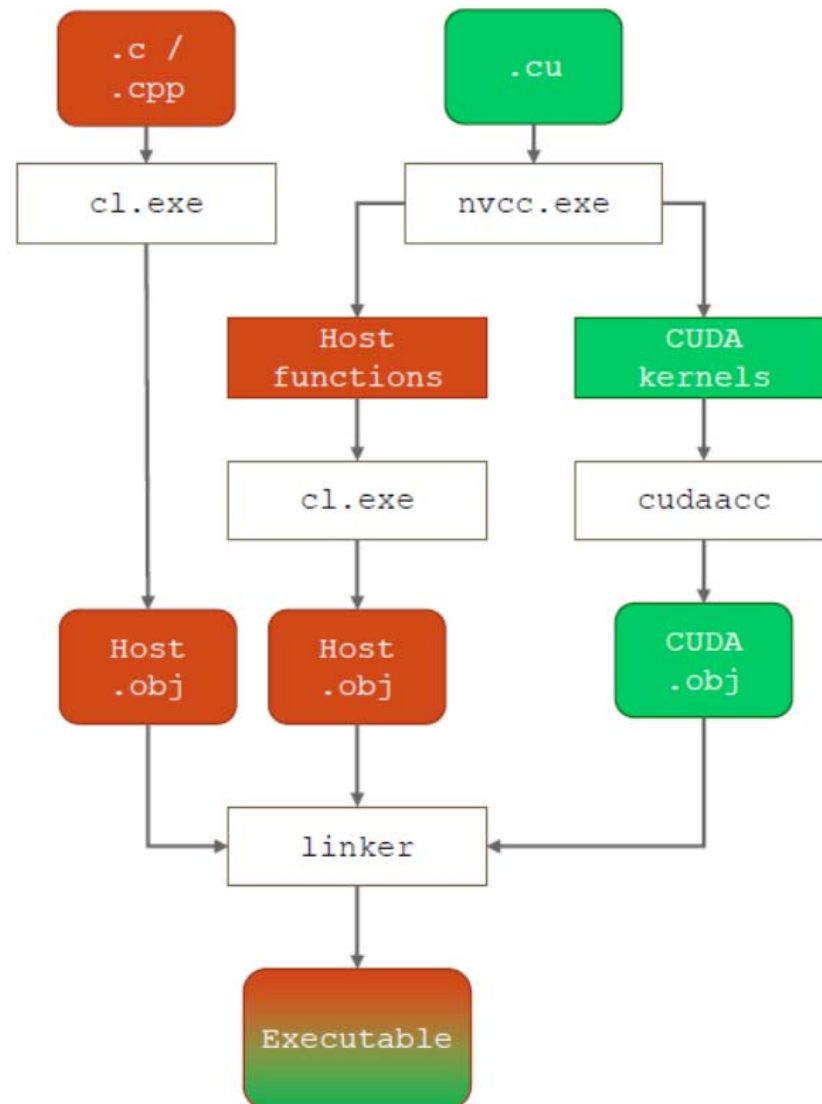 .c /
.cpp
.cu
cl.exe
nvcc.exe
Host
functions
CUDA
kernels
cl.exe
cudaacc
Host
.obj
Host
.obj
CUDA
.obj
linker
Executable